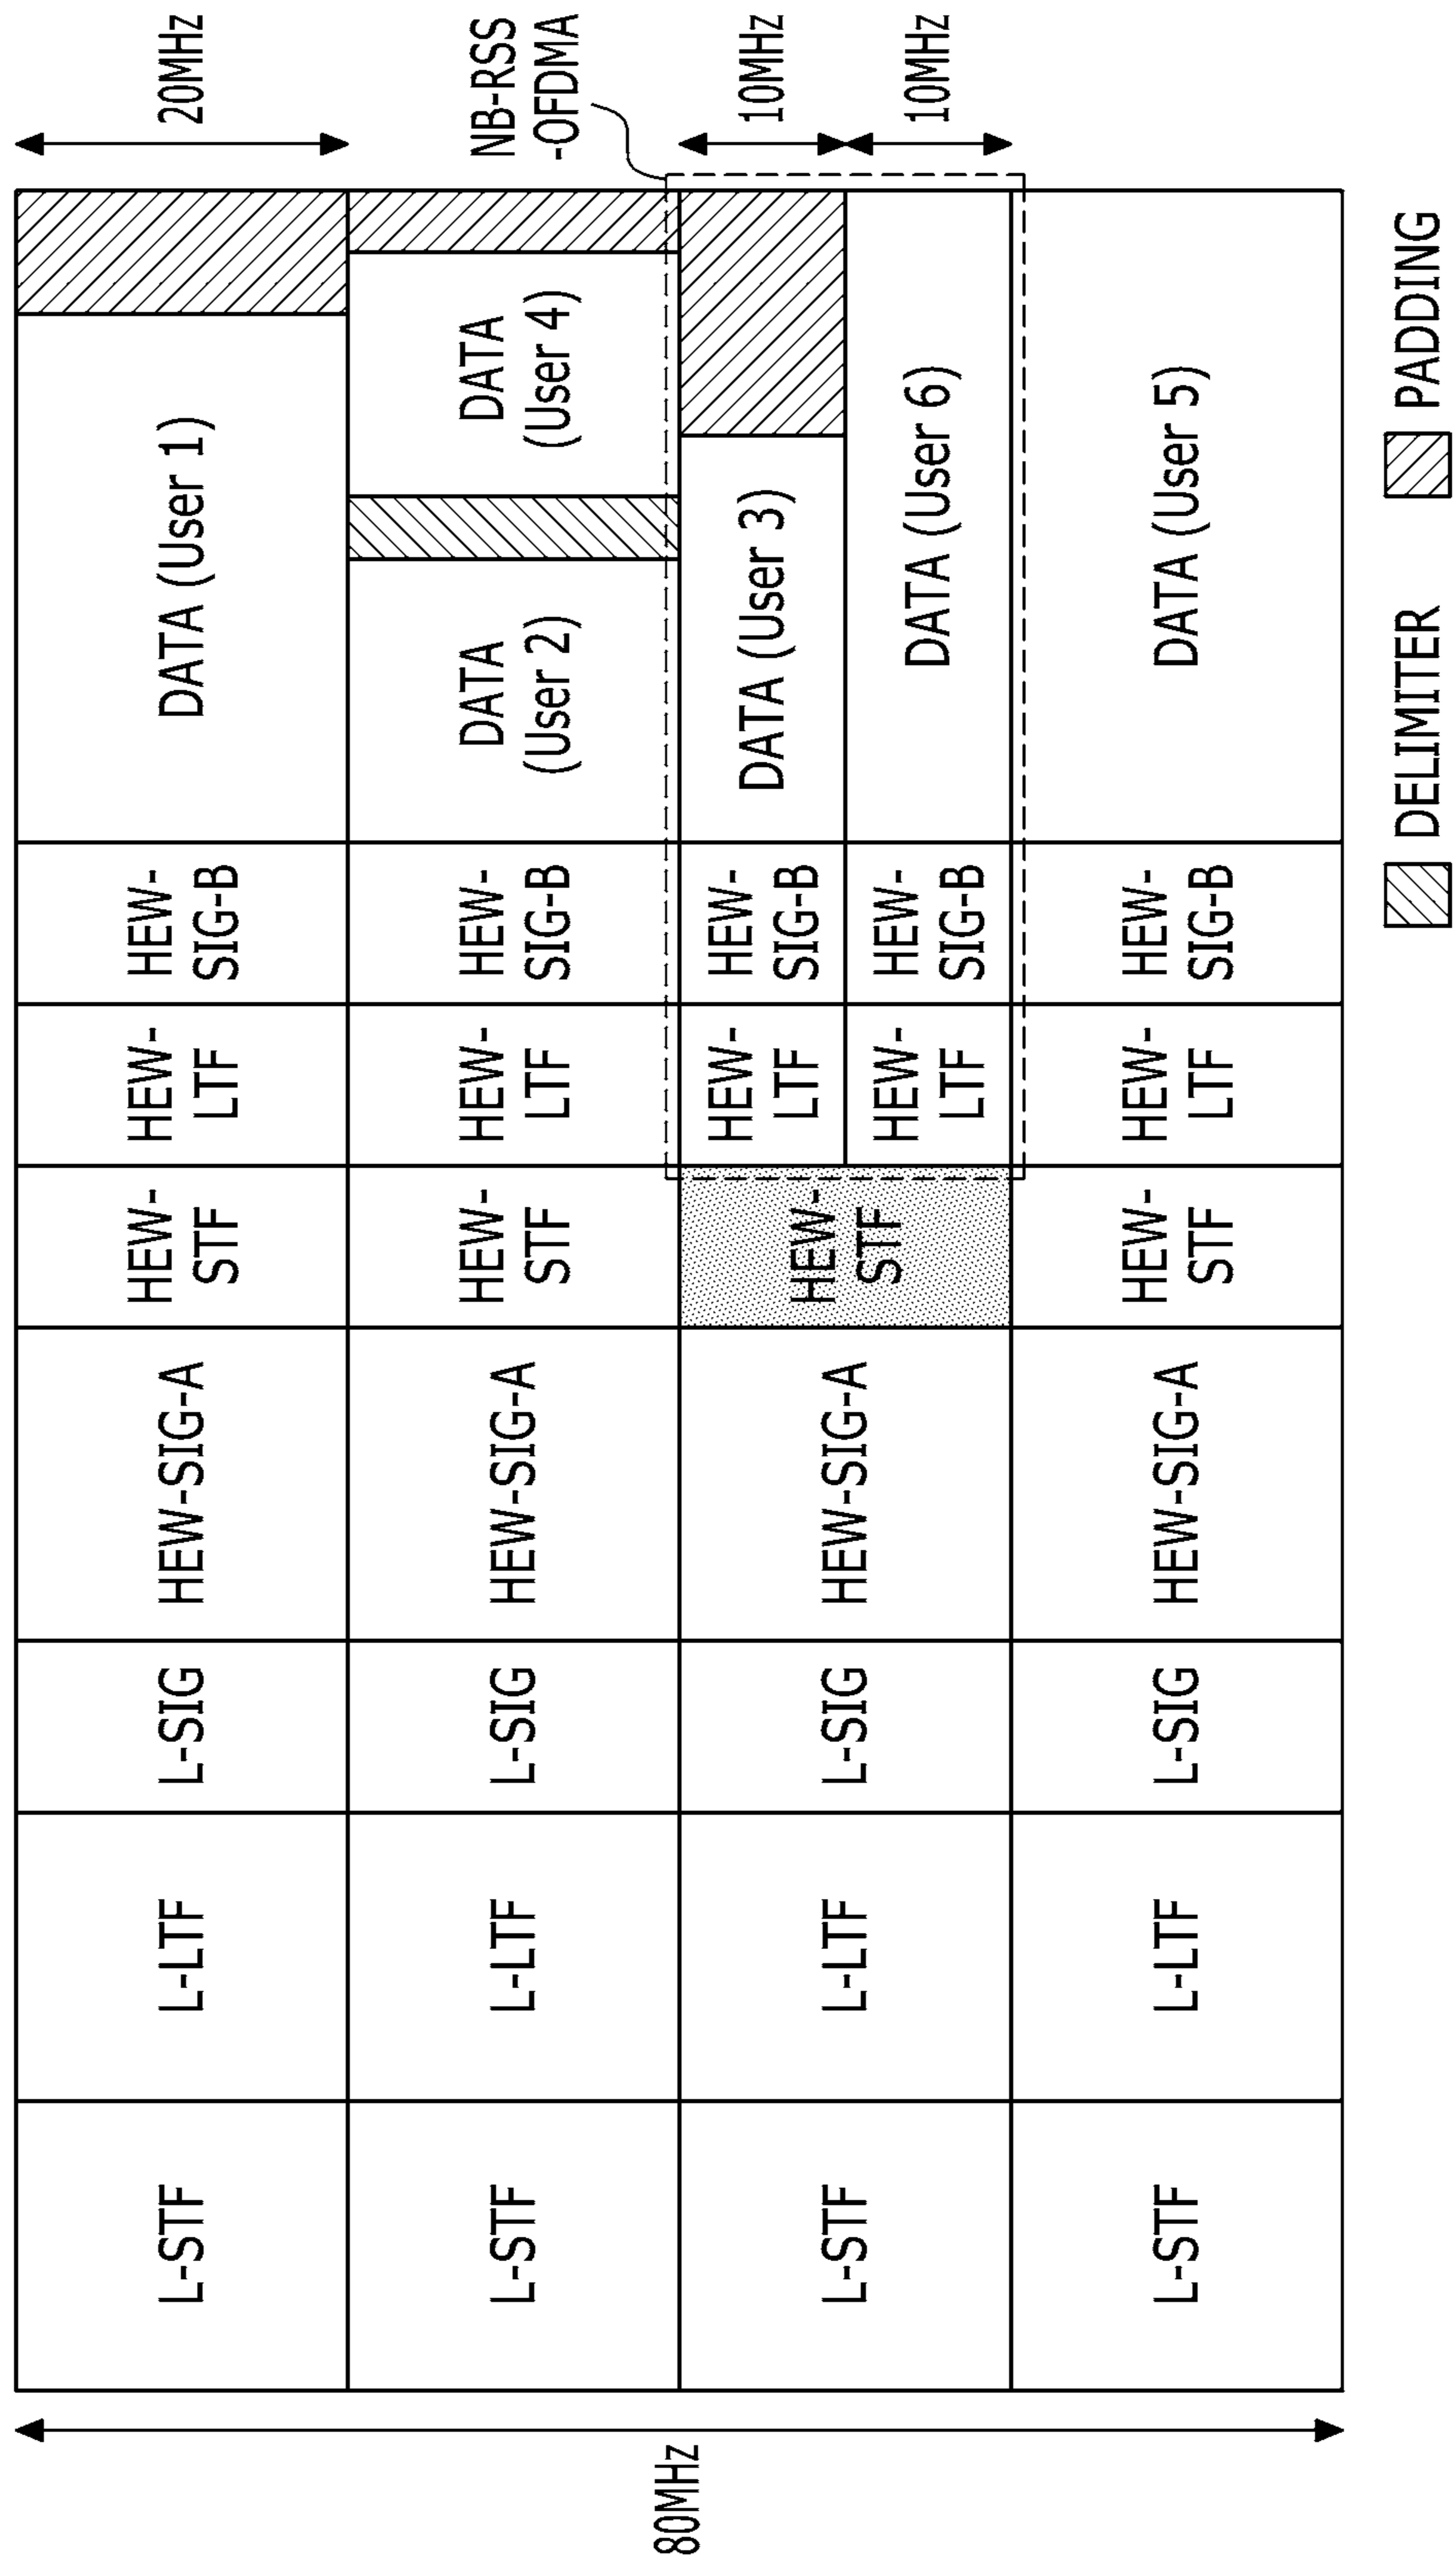 80MHz
L-STF
L-LTF
L-SIG
HEW-SIG-A
HEW-
STF
HEW-
LTF
HEW-
SIG-B
DATA (User 1)
20MHz
L-STF
L-LTF
L-SIG
HEW-SIG-A
HEW-
STF
HEW-
LTF
HEW-
SIG-B
DATA
(User 2)
DATA
(User 4)
NB-RSS
-OFDMA
L-STF
L-LTF
L-SIG
HEW-SIG-A
HEW-
STF
HEW-
LTF
HEW-
SIG-B
DATA (User 3)
10MHz
HEW-
LTF
HEW-
SIG-B
DATA (User 6)
10MHz
L-STF
L-LTF
L-SIG
HEW-SIG-A
HEW-
STF
HEW-
LTF
HEW-
SIG-B
DATA (User 5)
DELIMITER
PADDING